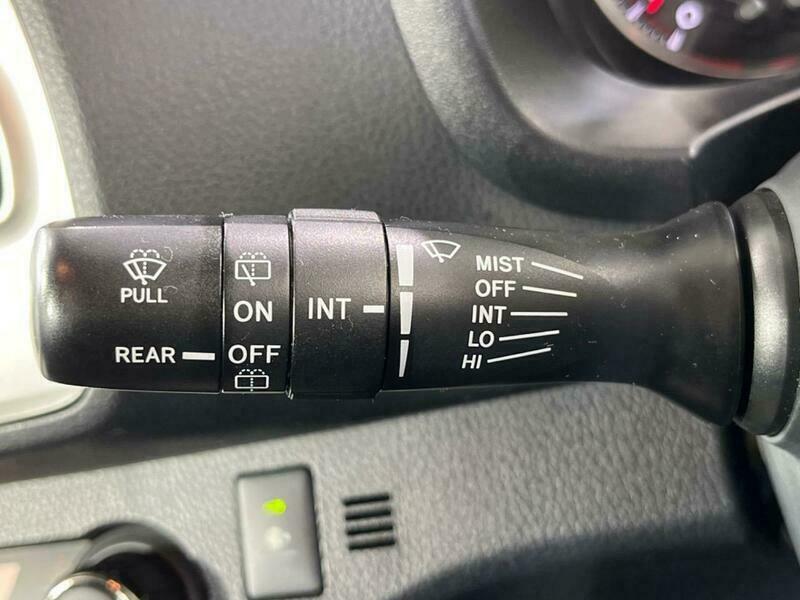 PULL
REAR
ON
OFF
INT
MIST
OFF
INT
LO
HI